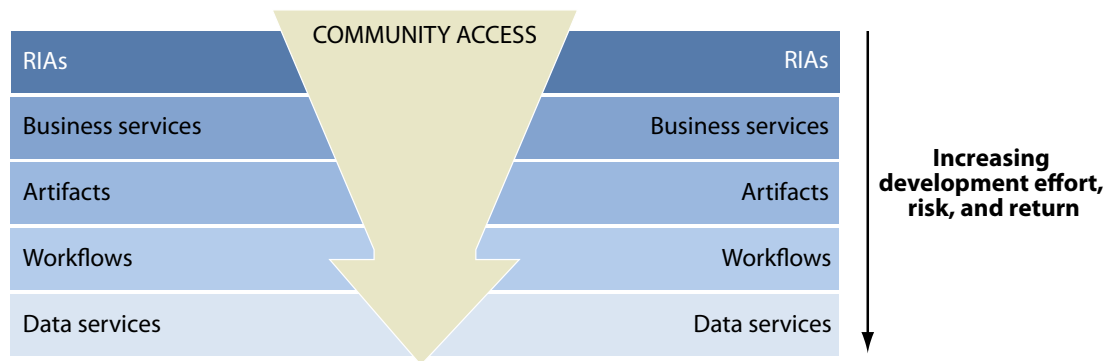 COMMUNITY ACCESS
RIAs RIAs
Business services Business services
Artifacts Artifacts
Workflows Workflows
Data services Data services
Increasing
development effort,
risk, and return